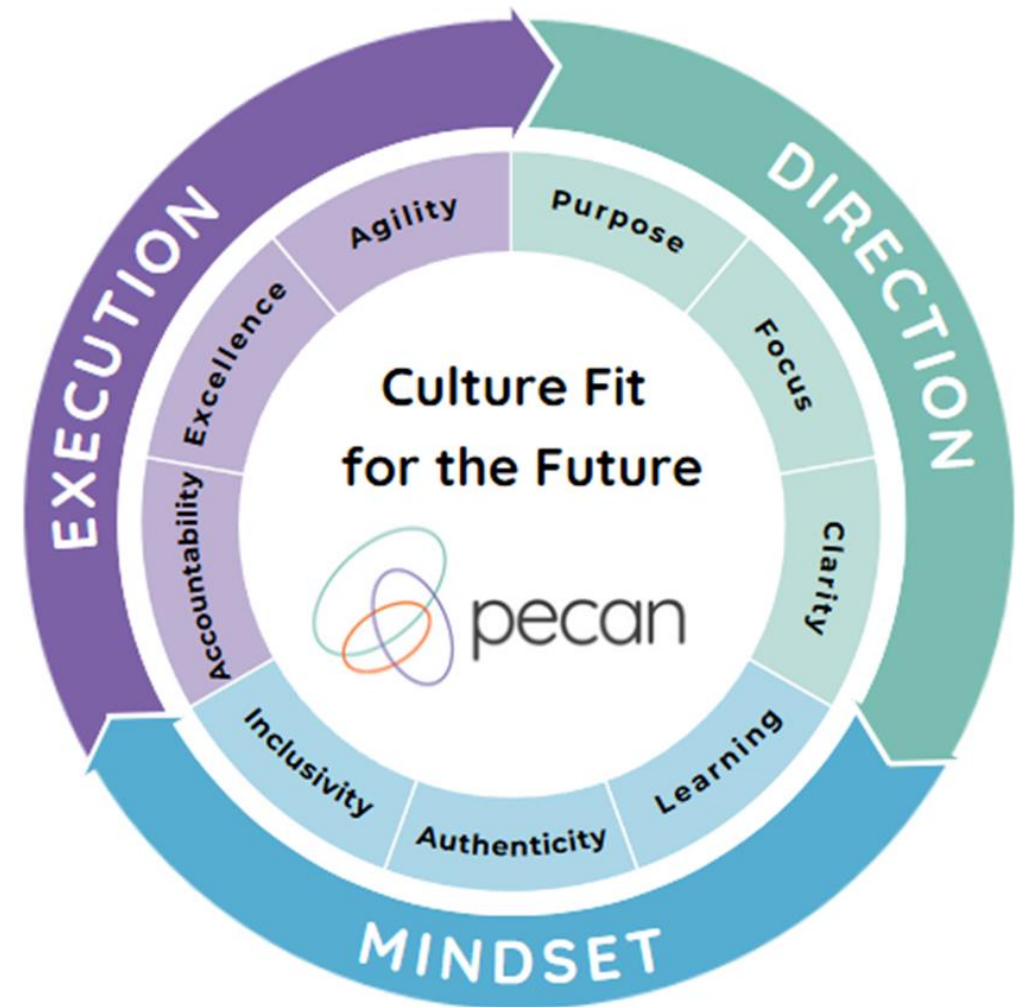 DIRECTION
Purpose
Focus
Clarity
MINDSET
Learning
Authenticity
Inclusivity
EXECUTION
Accountability
Excellence
Agility
Culture Fit
for the Future
pecan